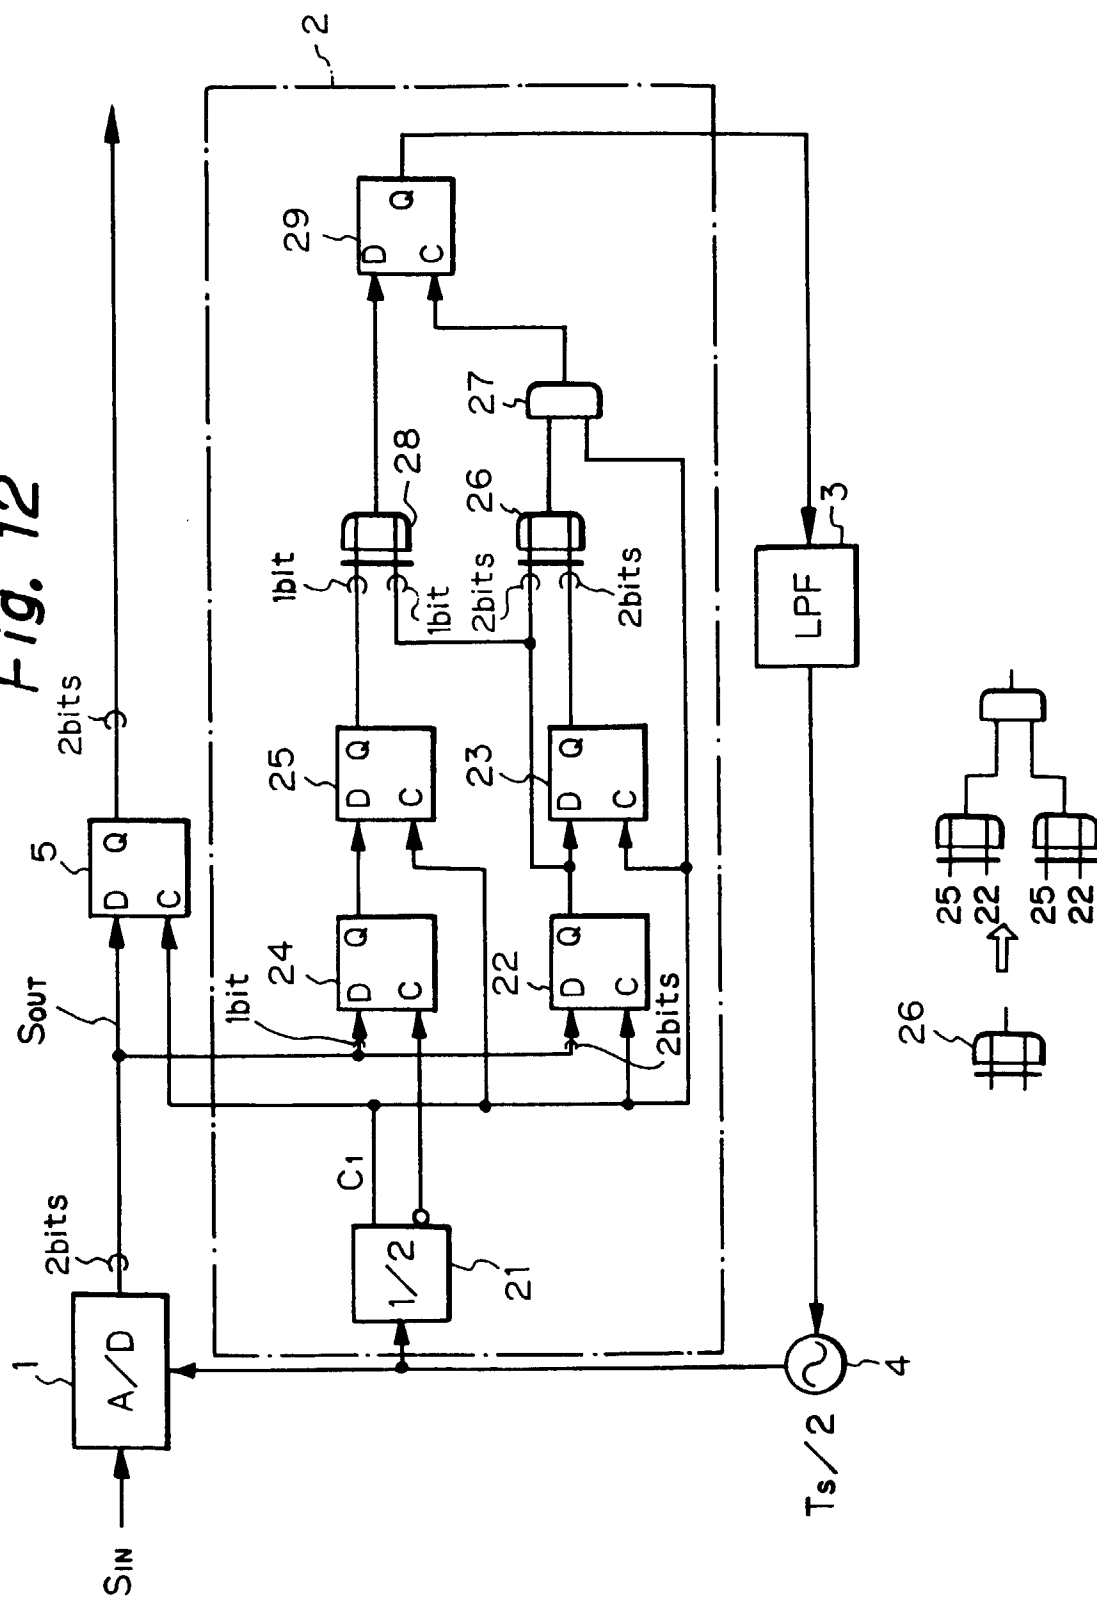 Fig. 12
SIN
1
A/D
2bits
SOUT
5
D Q
C
2bits
2
21
1/2
C1
1bit
24
D Q
C
25
D Q
C
1bit
1bit
28
29
D Q
C
2bits
22
D Q
C
23
D Q
C
2bits
2bits
26
27
3
LPF
4
Ts/2
26
25
22
25
22